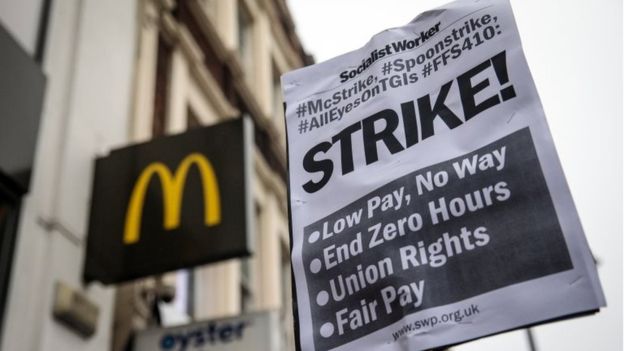 Socialist Worker
#McStrike, #Spoonstrike,
#AllEyesOnTGIs #FFS410:
STRIKE!
• Low Pay, No Way
• End Zero Hours
• Union Rights
• Fair Pay
www.swp.org.uk
M
oyster